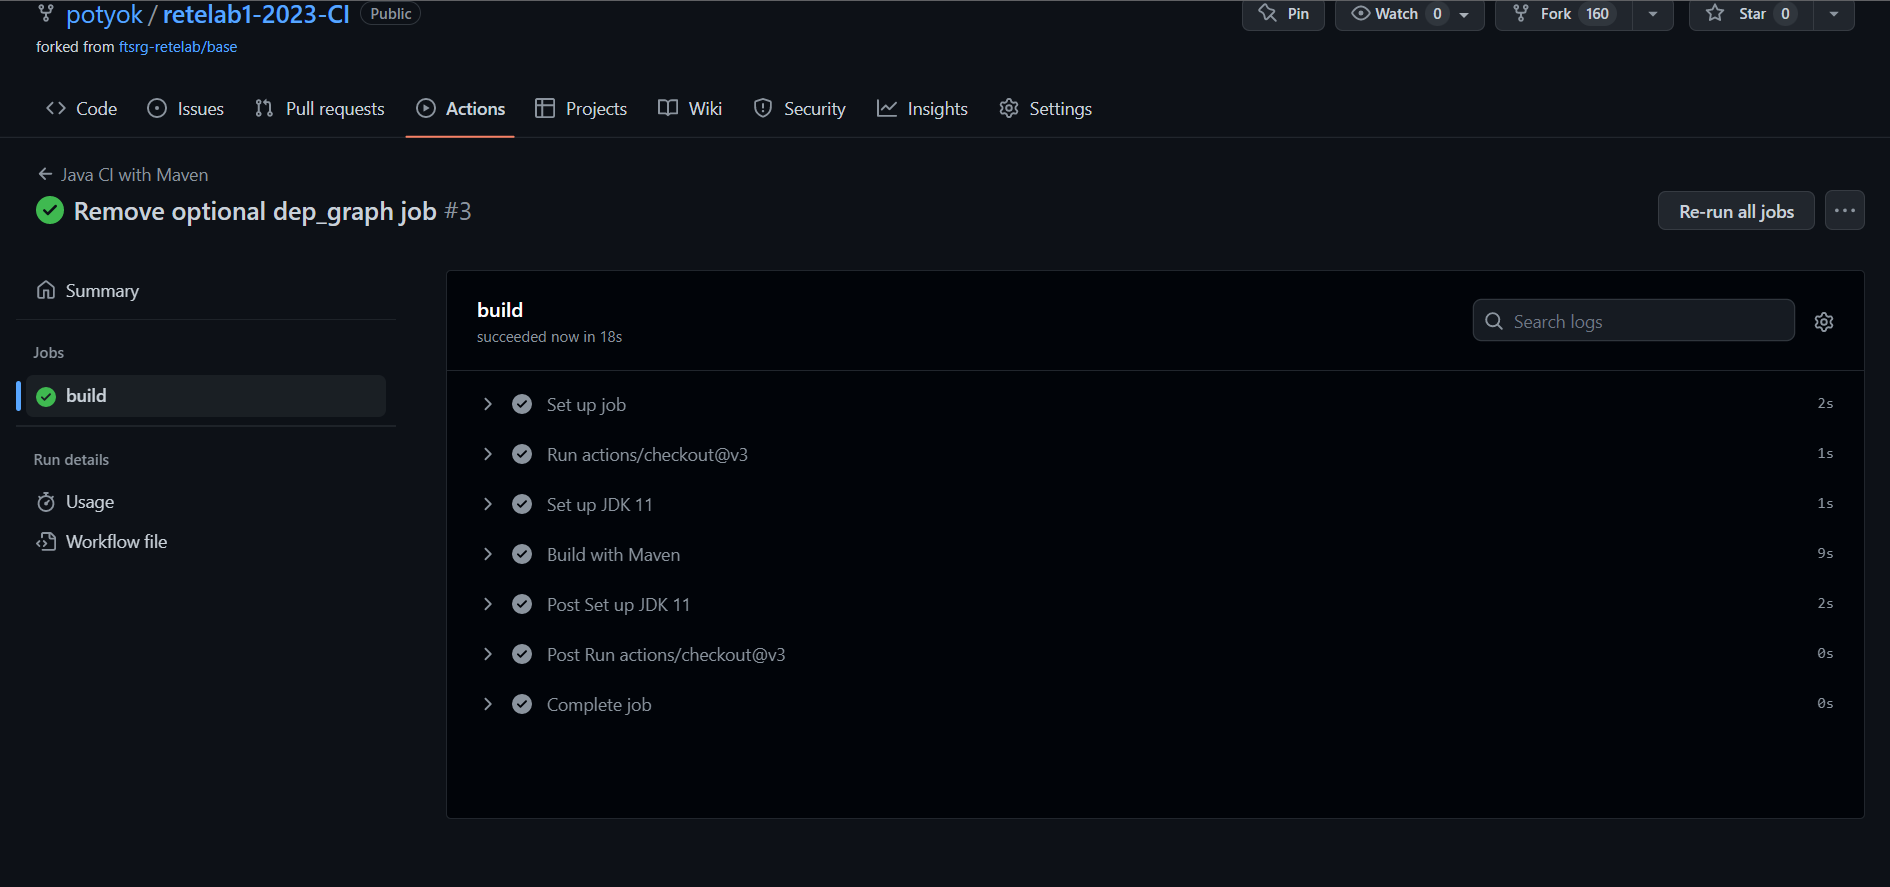 potyok / retelab1-2023-CI Public Pin Watch 0 Fork 160 Star 0
forked from ftsrg-retelab/base
Code Issues Pull requests Actions Projects Wiki Security Insights Settings
Java CI with Maven
Remove optional dep_graph job #3
Re-run all jobs
Summary
Jobs
build
Run details
Usage
Workflow file
build
succeeded now in 18s
Search logs
Set up job 2s
Run actions/checkout@v3 1s
Set up JDK 11 1s
Build with Maven 9s
Post Set up JDK 11 2s
Post Run actions/checkout@v3 0s
Complete job 0s